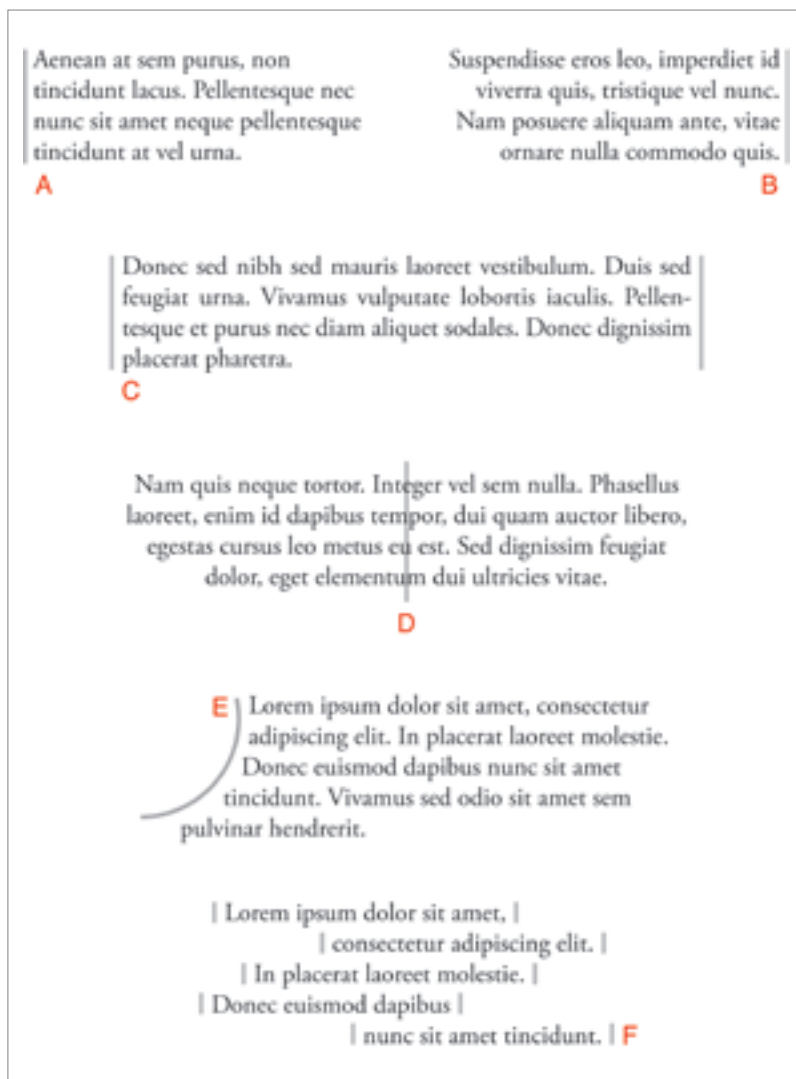 Aenean at sem purus, non
tincidunt lacus. Pellentesque nec
nunc sit amet neque pellentesque
tincidunt at vel urna.
A
Suspendisse eros leo, imperdiet id
viverra quis, tristique vel nunc.
Nam posuere aliquam ante, vitae
ornare nulla commodo quis.
B
Donec sed nibh sed mauris laoreet vestibulum. Duis sed
feugiat urna. Vivamus vulputate lobortis iaculis. Pellen-
tesque et purus nec diam aliquet sodales. Donec dignissim
placerat pharetra.
C
Nam quis neque tortor. Integer vel sem nulla. Phasellus
laoreet, enim id dapibus tempor, dui quam auctor libero,
egestas cursus leo metus eu est. Sed dignissim feugiat
dolor, eget elementum dui ultricies vitae.
D
E Lorem ipsum dolor sit amet, consectetur
adipiscing elit. In placerat laoreet molestie.
Donec euismod dapibus nunc sit amet
tincidunt. Vivamus sed odio sit amet sem
pulvinar hendrerit.
Lorem ipsum dolor sit amet,
consectetur adipiscing elit.
In placerat laoreet molestie.
Donec euismod dapibus
nunc sit amet tincidunt. F